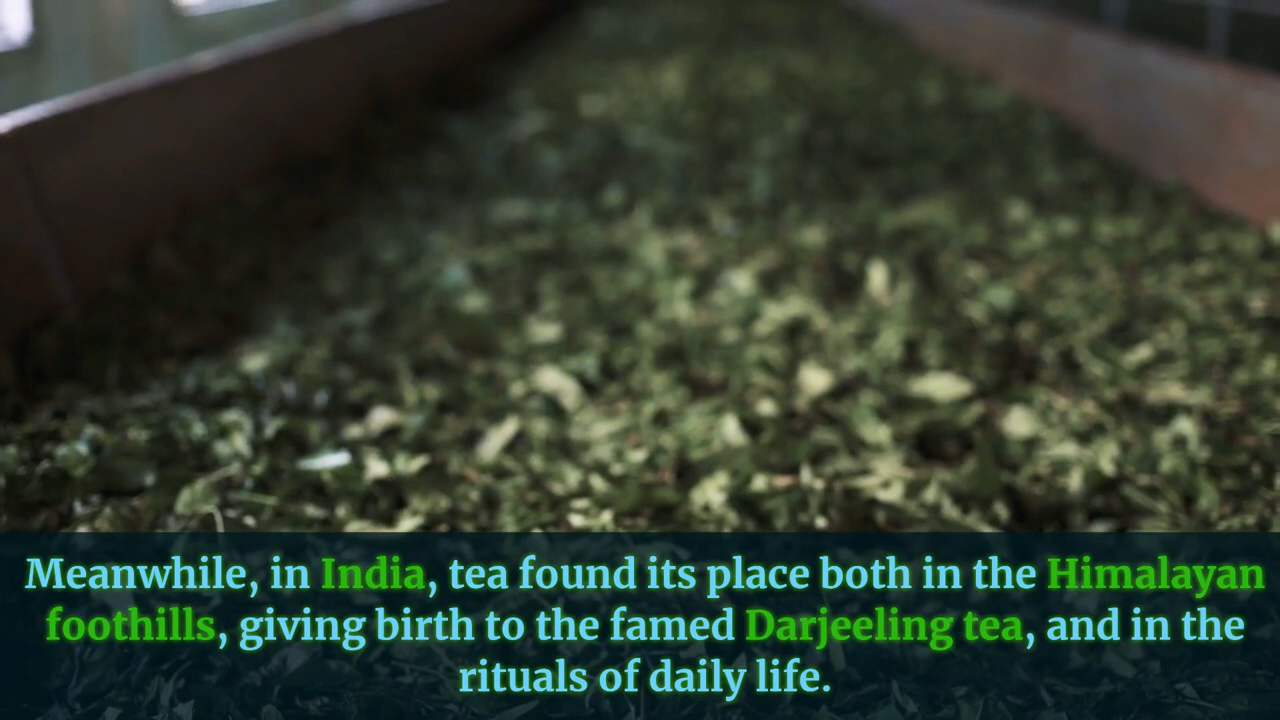 Meanwhile, in India, tea found its place both in the Himalayan
foothills, giving birth to the famed Darjeeling tea, and in the
rituals of daily life.